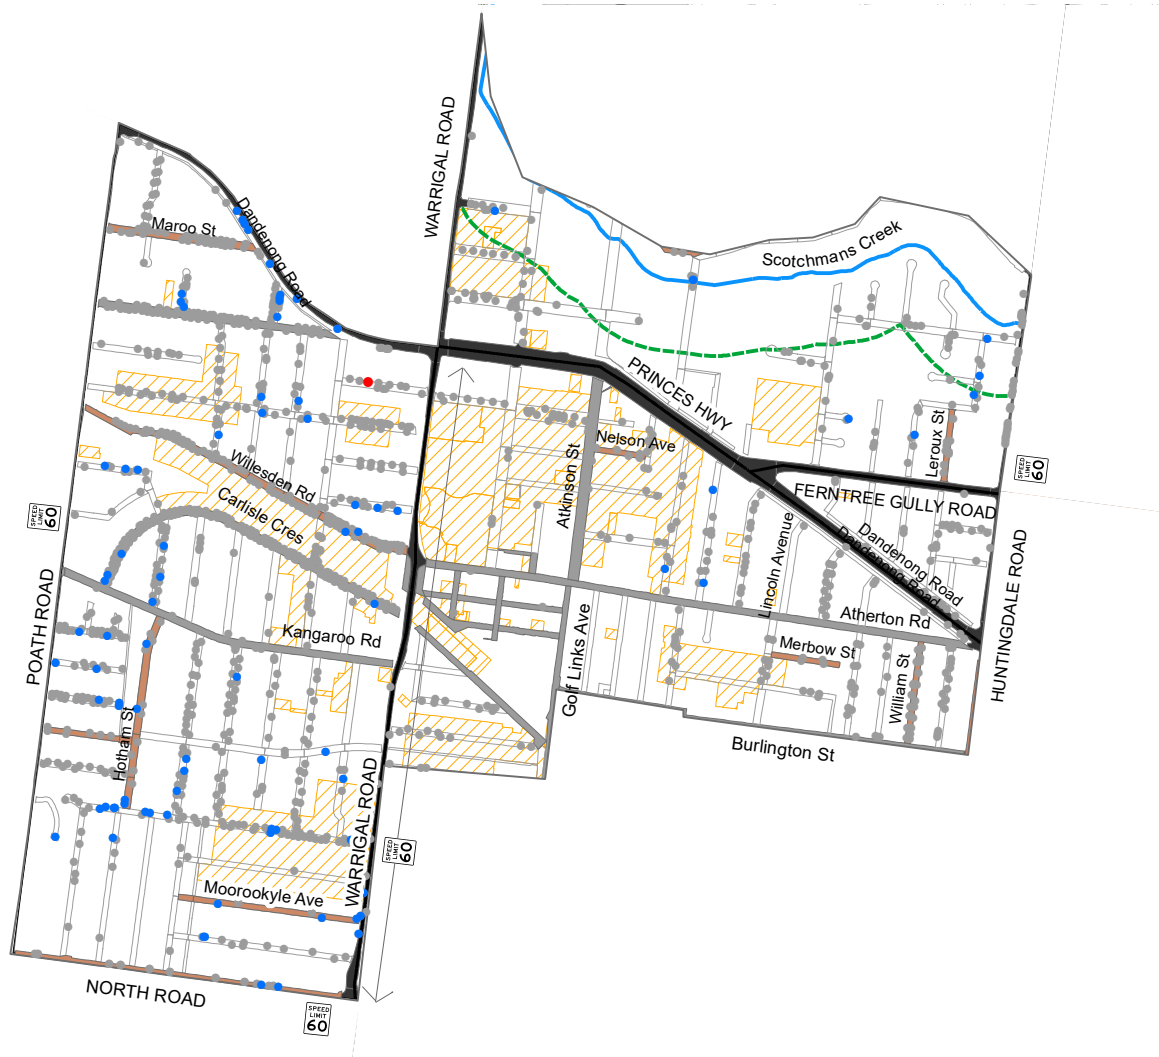 WARRIGAL ROAD
Maroo St
Dandenong Road
Scotchmans Creek
PRINCES HWY
Nelson Ave
Atkinson St
Leroux St
SPEED LIMIT 60
FERNTREE GULLY ROAD
Willesden Rd
Carlisle Cres
SPEED LIMIT 60
Lincoln Avenue
Dandenong Road
Dandenong Road
HUNTINGDALE ROAD
POATH ROAD
Kangaroo Rd
Golf Links Ave
Atherton Rd
Merbow St
William St
Hotham St
Burlington St
WARRIGAL ROAD
SPEED LIMIT 60
Moorookyle Ave
NORTH ROAD
SPEED LIMIT 60